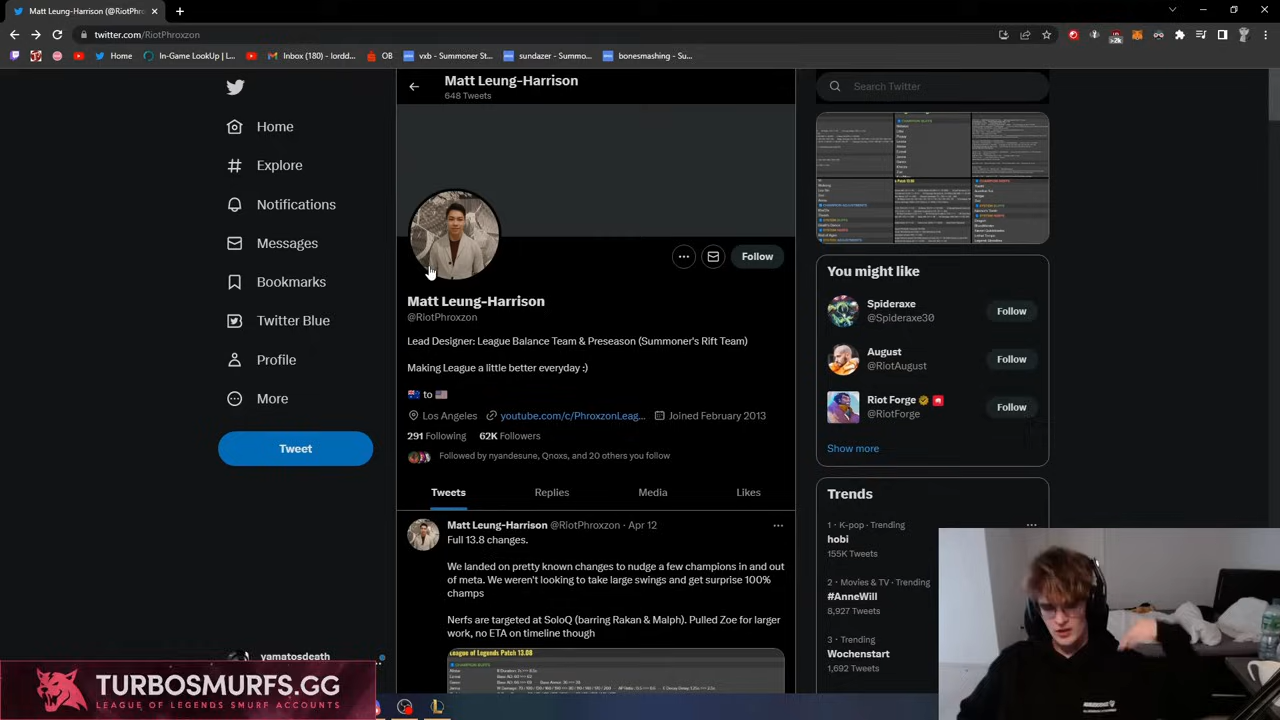 Matt Leung-Harrison (@RiotPhro
twitter.com/RiotPhroxzon
Home
In-Game LookUp | L...
Inbox (180) - lordd...
OB
vxb - Summoner St...
sundazer - Summo...
bonesmashing - Su...
Matt Leung-Harrison
648 Tweets
Home
Explore
Notifications
Messages
Bookmarks
Twitter Blue
Profile
More
Tweet
Follow
Matt Leung-Harrison
@RiotPhroxzon
Lead Designer: League Balance Team & Preseason (Summoner's Rift Team)
Making League a little better everyday :)
to
Los Angeles
youtube.com/c/PhroxzonLeag...
Joined February 2013
291 Following 62K Followers
Followed by nyandesune, Qnoxs, and 20 others you follow
Tweets
Replies
Media
Likes
Matt Leung-Harrison @RiotPhroxzon · Apr 12
Full 13.8 changes.
We landed on pretty known changes to nudge a few champions in and out
of meta. We weren't looking to take large swings and get surprise 100%
champs
Nerfs are targeted at SoloQ (barring Rakan & Malph). Pulled Zoe for larger
work, no ETA on timeline though
League of Legends Patch 13.08
Search Twitter
You might like
Spideraxe
@Spideraxe30
Follow
August
@RiotAugust
Follow
Riot Forge
@RiotForge
Follow
Show more
Trends
1 · K-pop · Trending
hobi
155K Tweets
2 · Movies & TV · Trending
#AnneWill
8,927 Tweets
3 · Trending
Wochenstart
1,692 Tweets
yamatosdeath
TURBOSMURFS.GG
LEAGUE OF LEGENDS SMURF ACCOUNTS